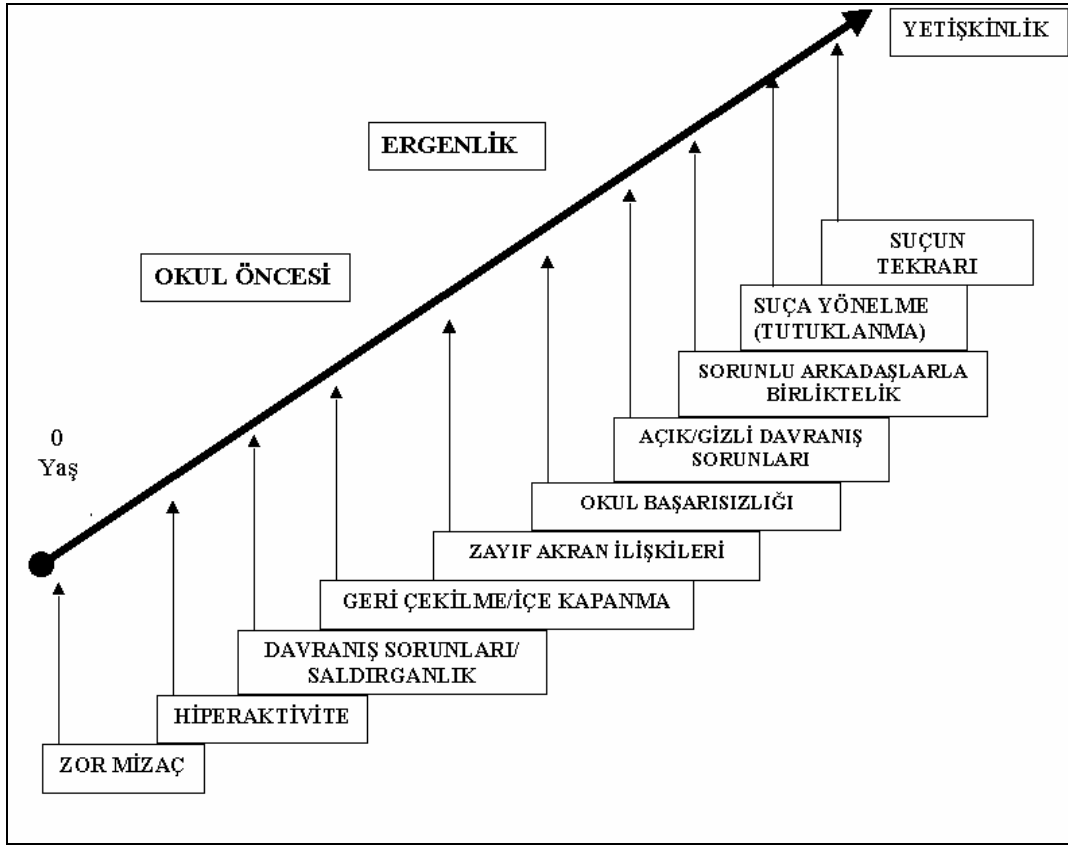 YETİŞKİNLİK
ERGENLİK
OKUL ÖNCESİ
0
Yaş
SUÇUN
TEKRARI
SUÇA YÖNELME
(TUTUKLANMA)
SORUNLU ARKADAŞLARLA
BİRLİKTELİK
AÇIK/GİZLİ DAVRANIŞ
SORUNLARI
OKUL BAŞARISIZLIĞI
ZAYIF AKRAN İLİŞKİLERİ
GERİ ÇEKİLME/İÇE KAPANMA
DAVRANIŞ SORUNLARI/
SALDIRGANLIK
HİPERAKTİVİTE
ZOR MİZAÇ